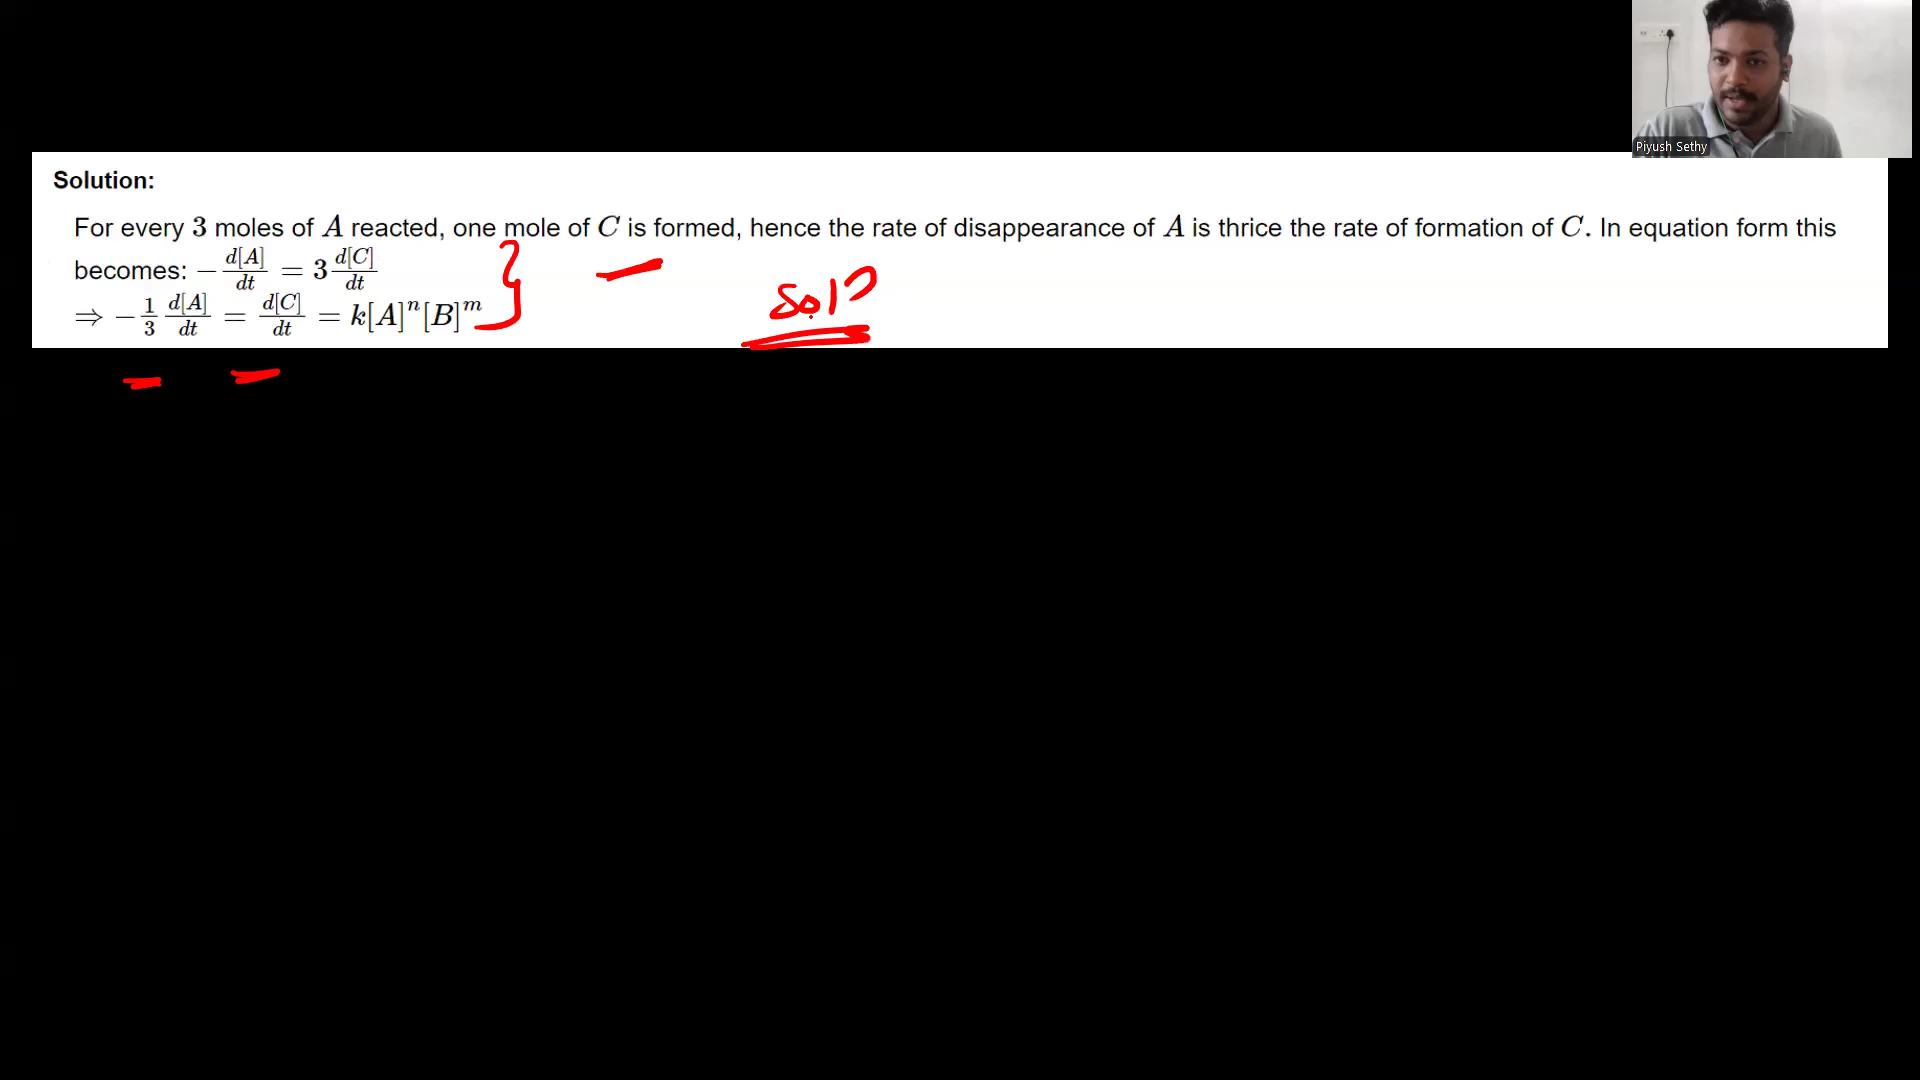 Piyush Sethy
Solution:
For every 3 moles of A reacted, one mole of C is formed, hence the rate of disappearance of A is thrice the rate of formation of C. In equation form this
becomes: −d[A]/dt = 3 d[C]/dt
⇒ −1/3 d[A]/dt = d[C]/dt = k[A]ⁿ[B]ᵐ
Solⁿ